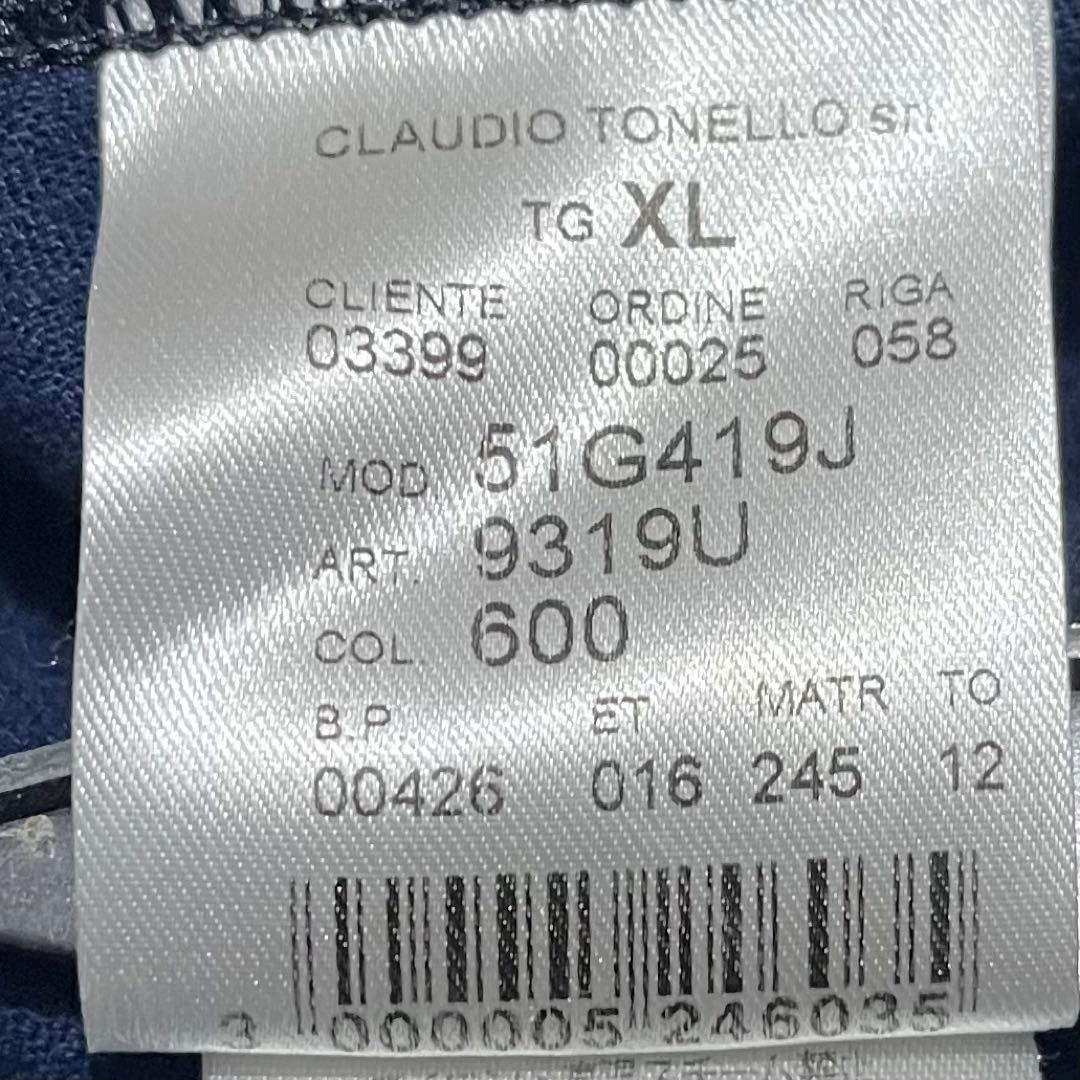 CLAUDIO TONELLO srl
TG XL
CLIENTE ORDINE RIGA
03399 00025 058
MOD. 51G419J
ART. 9319U
COL. 600
B.P. ET MATR TO
00426 016 245 12
3 000005 246035